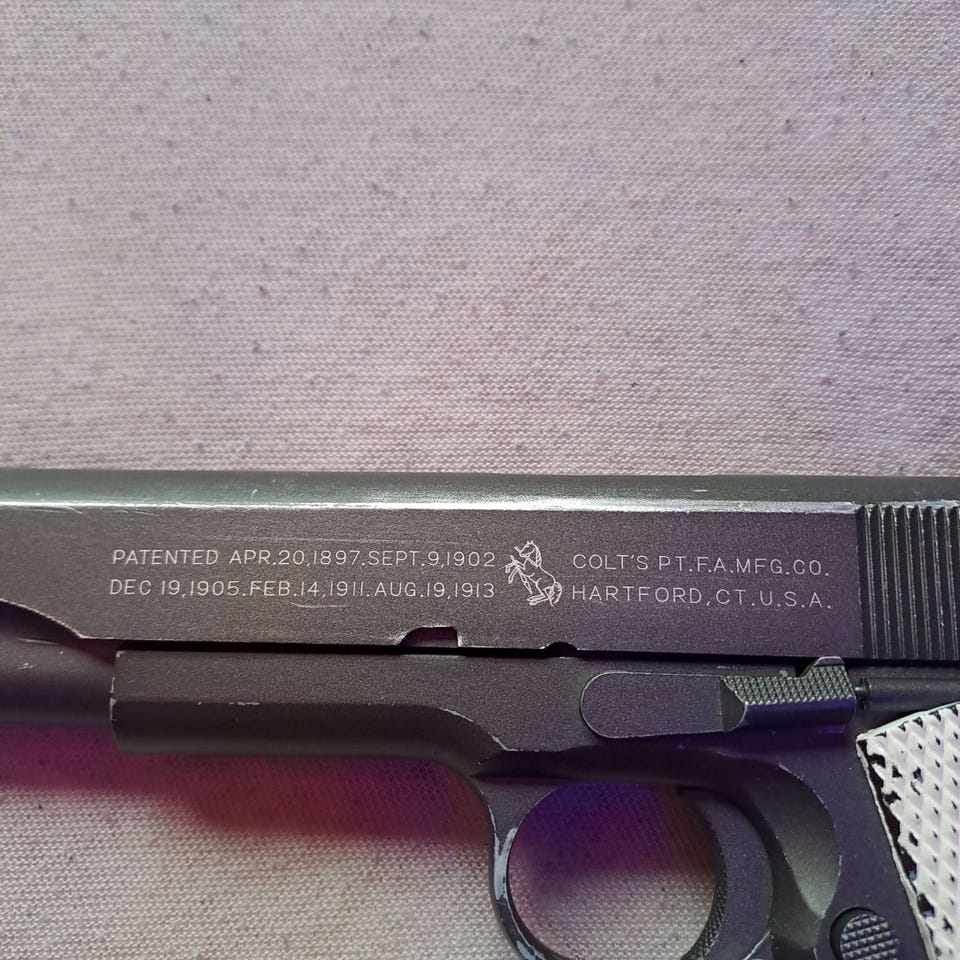 PATENTED APR.20,1897.SEPT.9,1902
DEC 19,1905.FEB.14,1911.AUG.19,1913
COLT'S PT.F.A.MFG.CO.
HARTFORD,CT.U.S.A.